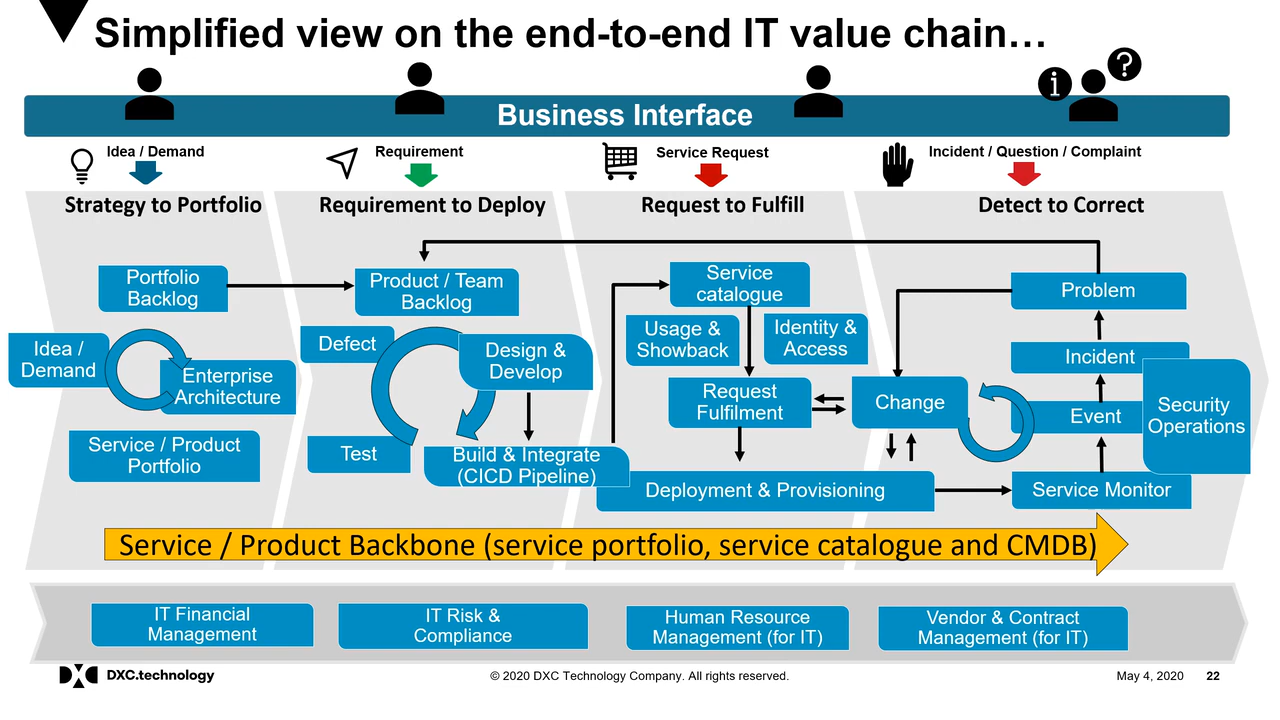 Simplified view on the end-to-end IT value chain…
i
?
Business Interface
Idea / Demand
Requirement
Service Request
Incident / Question / Complaint
Strategy to Portfolio
Requirement to Deploy
Request to Fulfill
Detect to Correct
Portfolio
Backlog
Idea /
Demand
Enterprise
Architecture
Service / Product
Portfolio
Product / Team
Backlog
Defect
Design &
Develop
Test
Build & Integrate
(CICD Pipeline)
Service
catalogue
Usage &
Showback
Identity &
Access
Request
Fulfilment
Change
Deployment & Provisioning
Problem
Incident
Event
Security
Operations
Service Monitor
Service / Product Backbone (service portfolio, service catalogue and CMDB)
IT Financial
Management
IT Risk &
Compliance
Human Resource
Management (for IT)
Vendor & Contract
Management (for IT)
DXC.technology
© 2020 DXC Technology Company. All rights reserved.
May 4, 2020
22